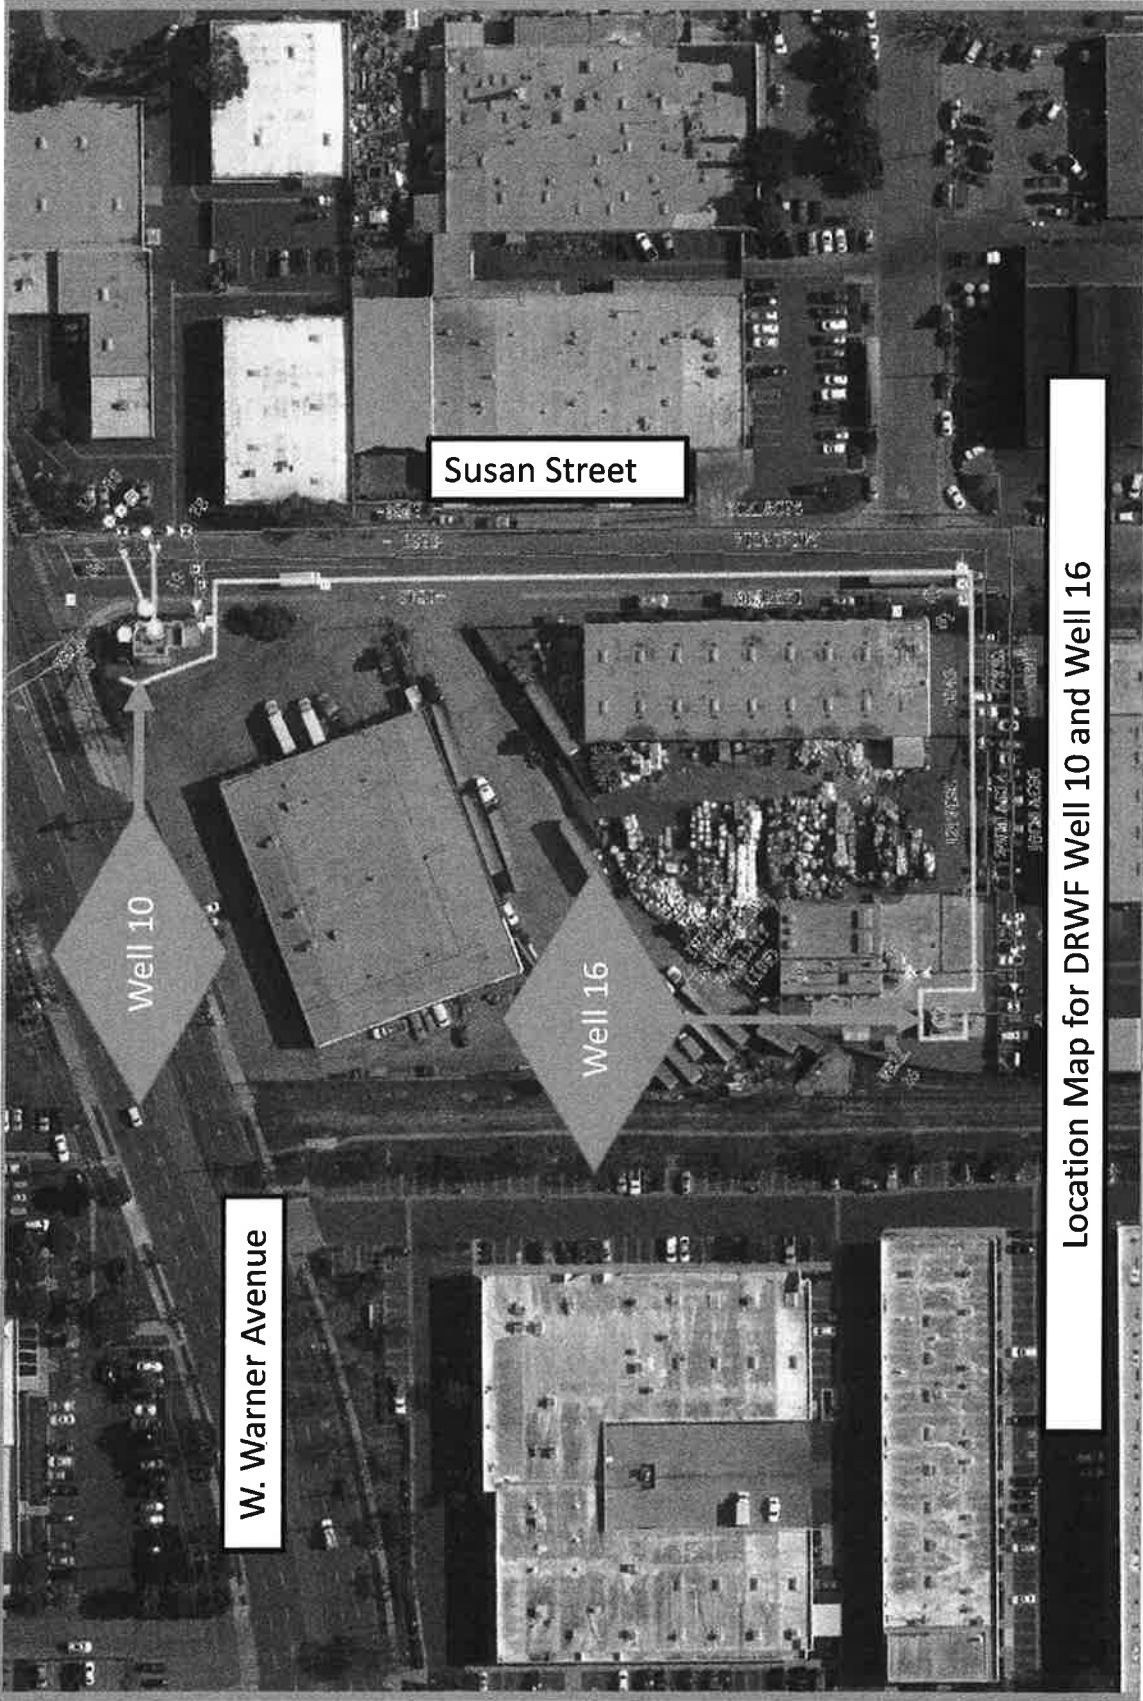 Susan Street
Well 10
Well 16
W. Warner Avenue
Location Map for DRWF Well 10 and Well 16